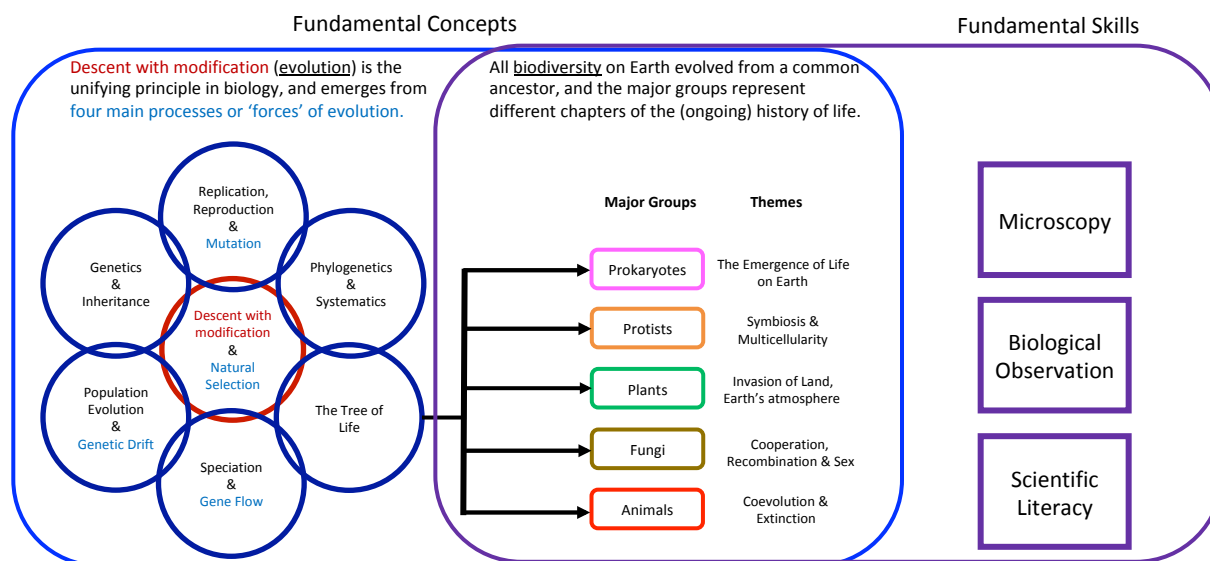 Fundamental Concepts
Fundamental Skills
Descent with modification (evolution) is the
unifying principle in biology, and emerges from
four main processes or ‘forces’ of evolution.
All biodiversity on Earth evolved from a common
ancestor, and the major groups represent
different chapters of the (ongoing) history of life.
Replication,
Reproduction
&
Mutation
Genetics
&
Inheritance
Phylogenetics
&
Systematics
Descent with
modification
&
Natural
Selection
Population
Evolution
&
Genetic Drift
The Tree of
Life
Speciation
&
Gene Flow
Major Groups
Themes
Prokaryotes
The Emergence of Life
on Earth
Protists
Symbiosis &
Multicellularity
Plants
Invasion of Land,
Earth’s atmosphere
Fungi
Cooperation,
Recombination & Sex
Animals
Coevolution &
Extinction
Microscopy
Biological
Observation
Scientific
Literacy